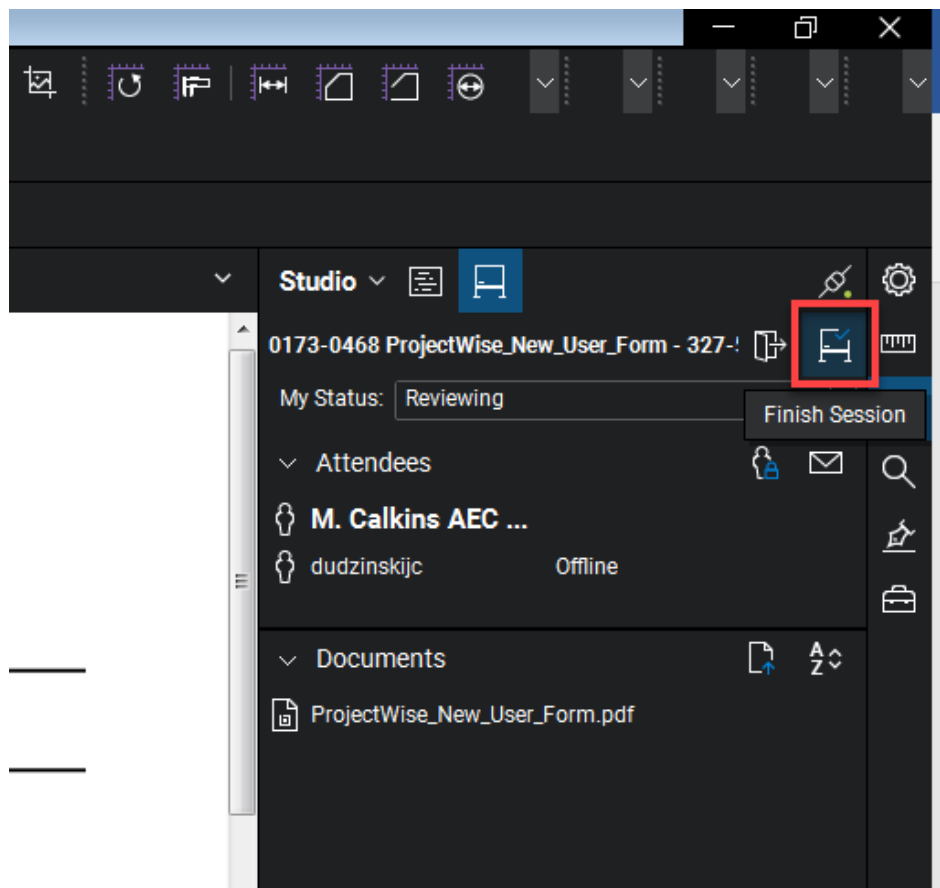 Studio
0173-0468 ProjectWise_New_User_Form - 327-
My Status: Reviewing
Finish Session
Attendees
M. Calkins AEC ...
dudzinskijc Offline
Documents
A
Z
ProjectWise_New_User_Form.pdf